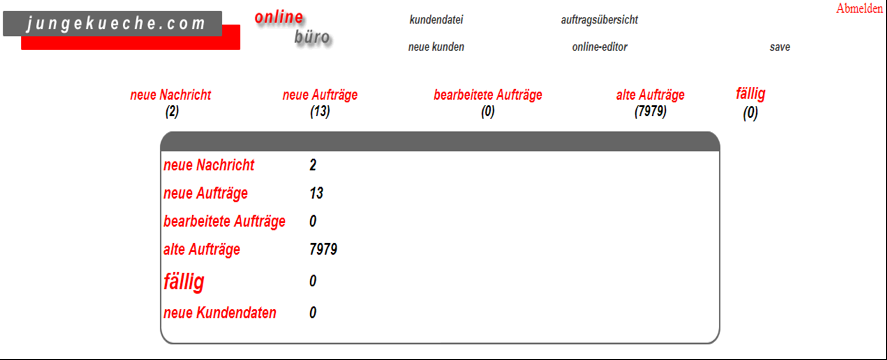 Abmelden
jungeküche.com
online
büro
kundendatei auftragsübersicht
neue kunden online-editor save
neue Nachricht neue Aufträge bearbeitete Aufträge alte Aufträge fällig
(2) (13) (0) (7979) (0)
neue Nachricht 2
neue Aufträge 13
bearbeitete Aufträge 0
alte Aufträge 7979
fällig 0
neue Kundendaten 0